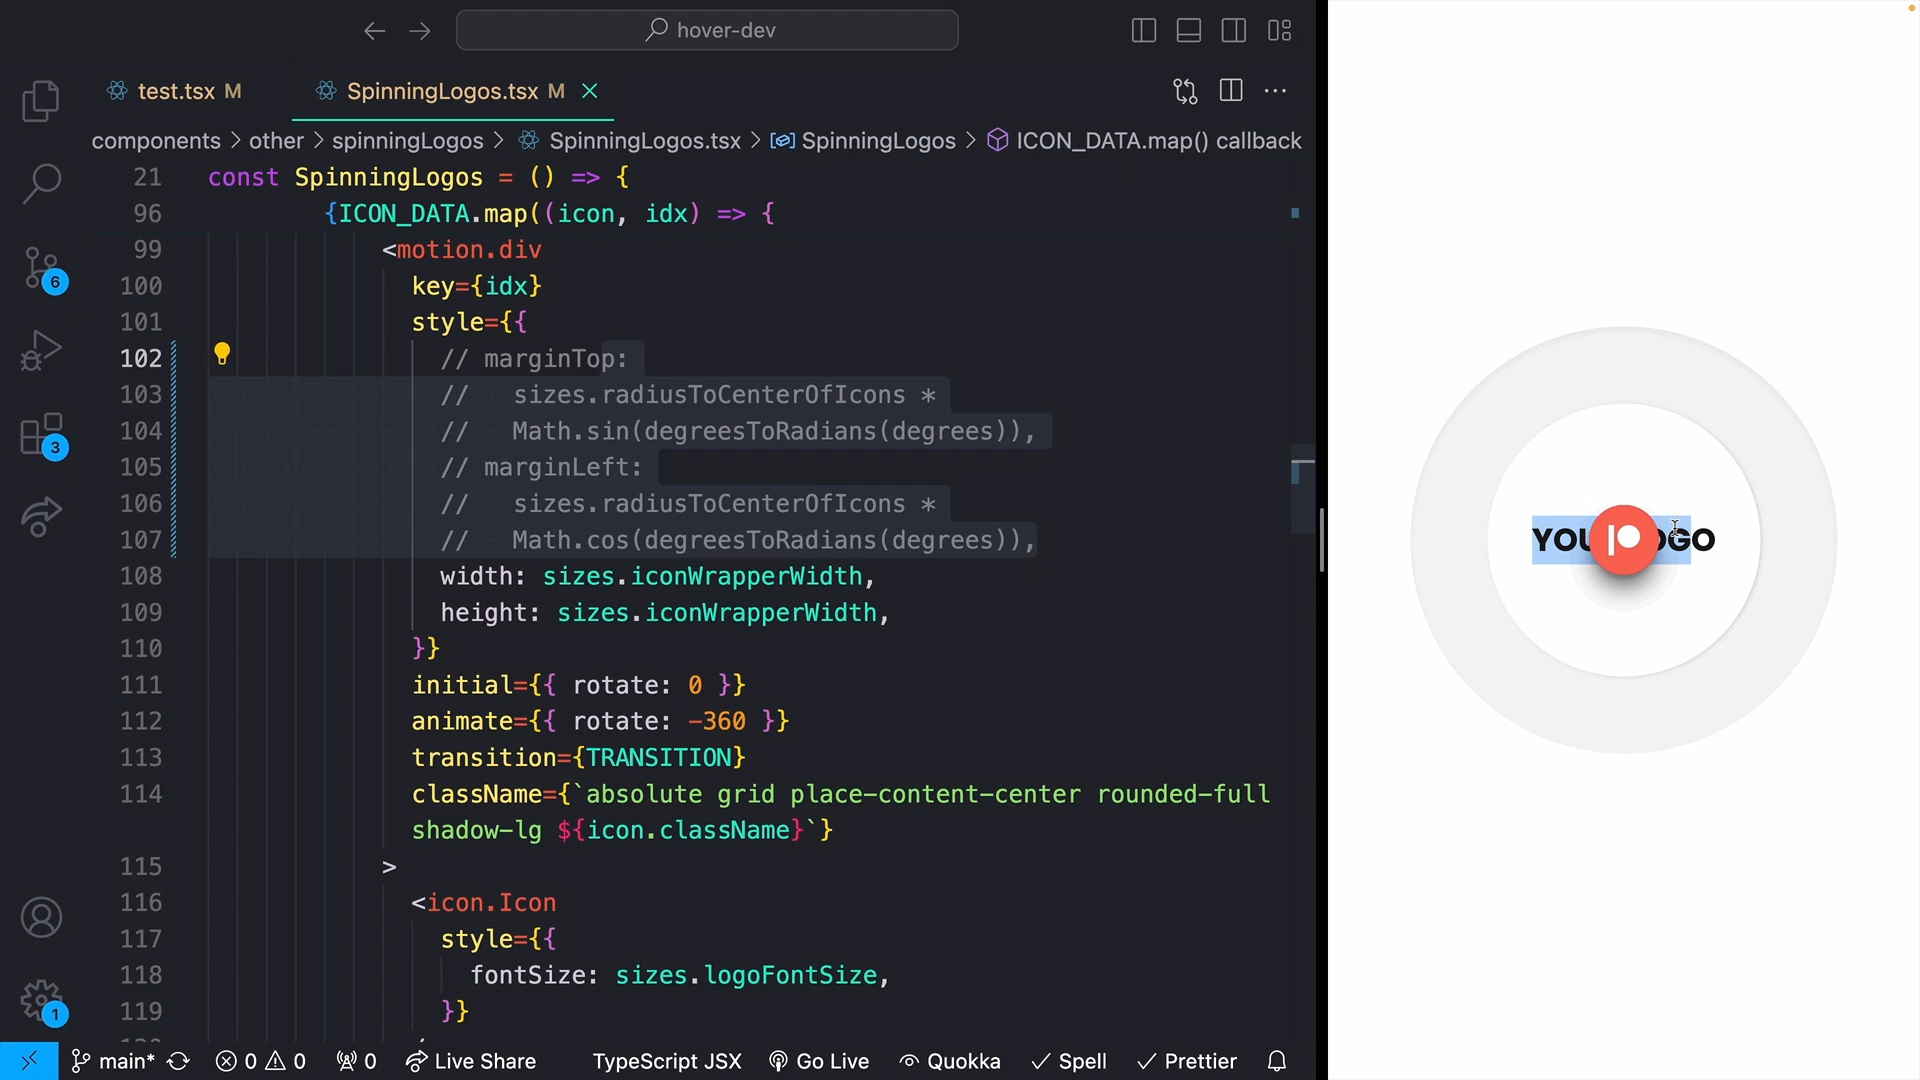 hover-dev
test.tsx M
SpinningLogos.tsx M
components > other > spinningLogos > SpinningLogos.tsx > SpinningLogos > ICON_DATA.map() callback
21 const SpinningLogos = () => {
96 {ICON_DATA.map((icon, idx) => {
99 <motion.div
100 key={idx}
101 style={{
102 // marginTop:
103 //   sizes.radiusToCenterOfIcons *
104 //   Math.sin(degreesToRadians(degrees)),
105 // marginLeft:
106 //   sizes.radiusToCenterOfIcons *
107 //   Math.cos(degreesToRadians(degrees)),
108 width: sizes.iconWrapperWidth,
109 height: sizes.iconWrapperWidth,
110 }}
111 initial={{ rotate: 0 }}
112 animate={{ rotate: -360 }}
113 transition={TRANSITION}
114 className={`absolute grid place-content-center rounded-full
shadow-lg ${icon.className}`}
115 >
116 <icon.Icon
117 style={{
118 fontSize: sizes.logoFontSize,
119 }}
6
3
1
main* 0 0 0 Live Share TypeScript JSX Go Live Quokka Spell Prettier